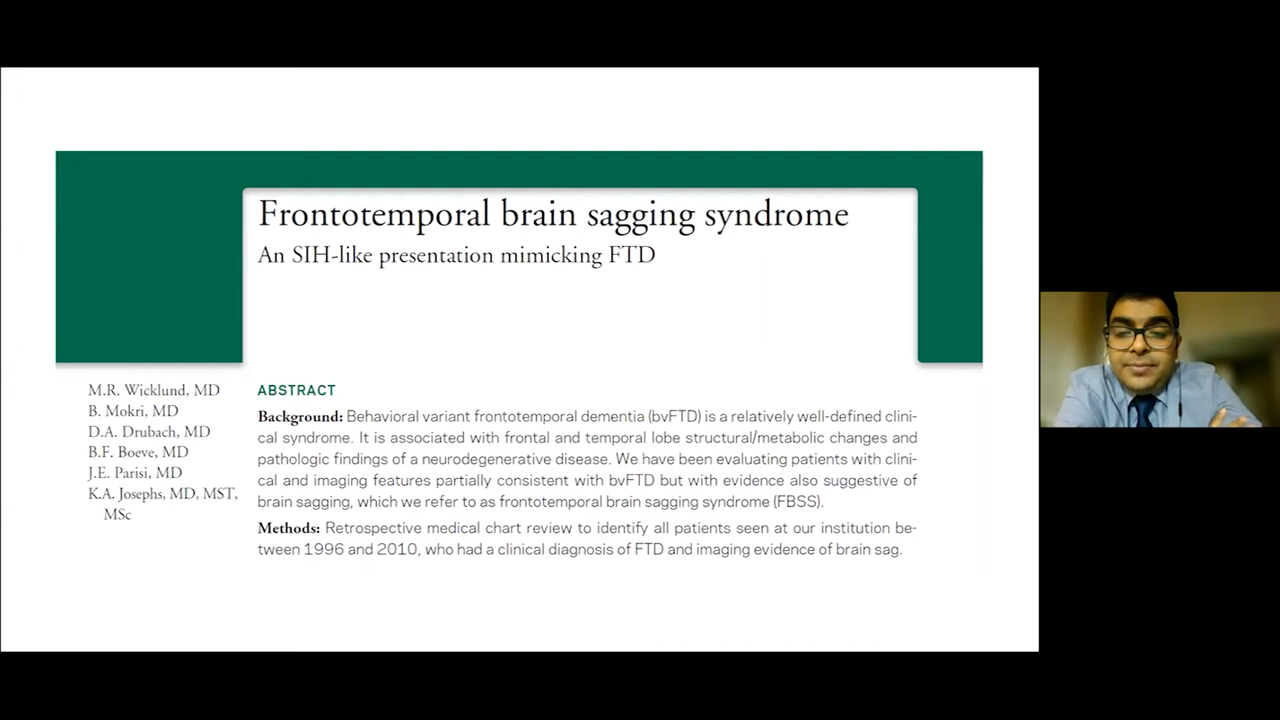 Frontotemporal brain sagging syndrome
An SIH-like presentation mimicking FTD
M.R. Wicklund, MD
B. Mokri, MD
D.A. Drubach, MD
B.F. Boeve, MD
J.E. Parisi, MD
K.A. Josephs, MD, MST,
MSc
ABSTRACT
Background: Behavioral variant frontotemporal dementia (bvFTD) is a relatively well-defined clini-
cal syndrome. It is associated with frontal and temporal lobe structural/metabolic changes and
pathologic findings of a neurodegenerative disease. We have been evaluating patients with clini-
cal and imaging features partially consistent with bvFTD but with evidence also suggestive of
brain sagging, which we refer to as frontotemporal brain sagging syndrome (FBSS).
Methods: Retrospective medical chart review to identify all patients seen at our institution be-
tween 1996 and 2010, who had a clinical diagnosis of FTD and imaging evidence of brain sag.